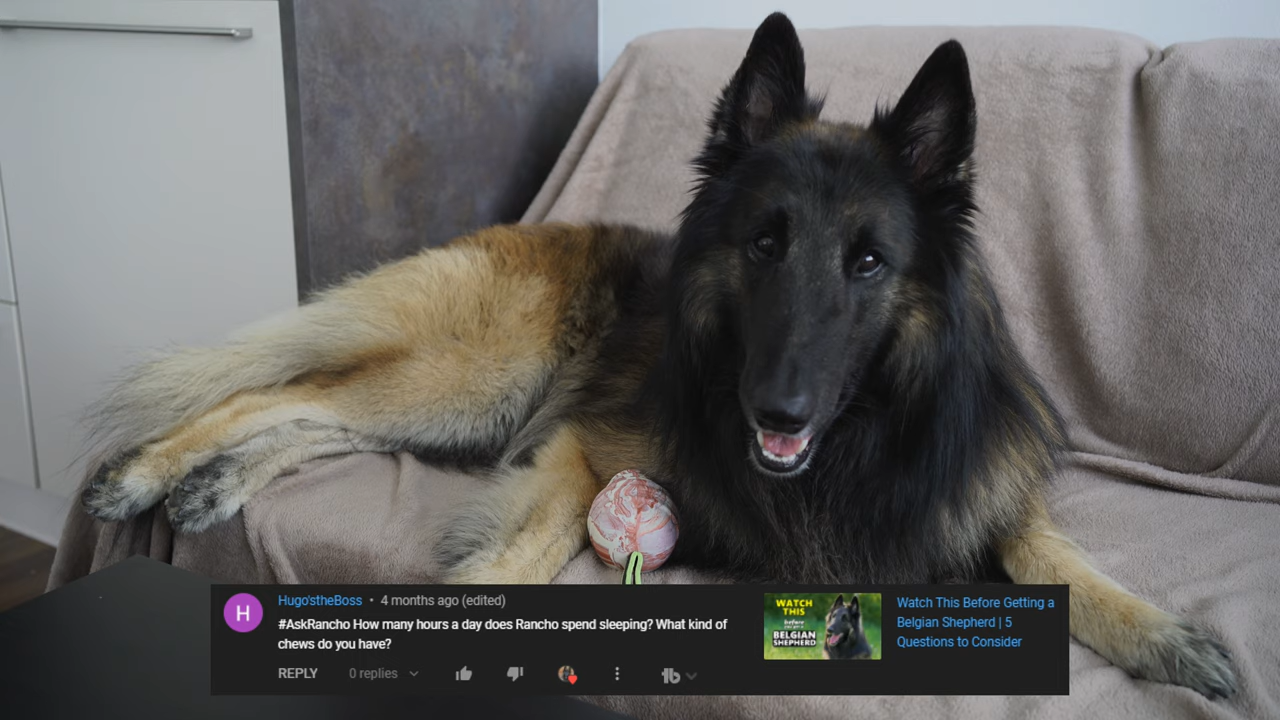 Hugo'stheBoss • 4 months ago (edited)
#AskRancho How many hours a day does Rancho spend sleeping? What kind of
chews do you have?
REPLY 0 replies
H
WATCH
THIS
BELGIAN
SHEPHERD
Watch This Before Getting a
Belgian Shepherd | 5
Questions to Consider